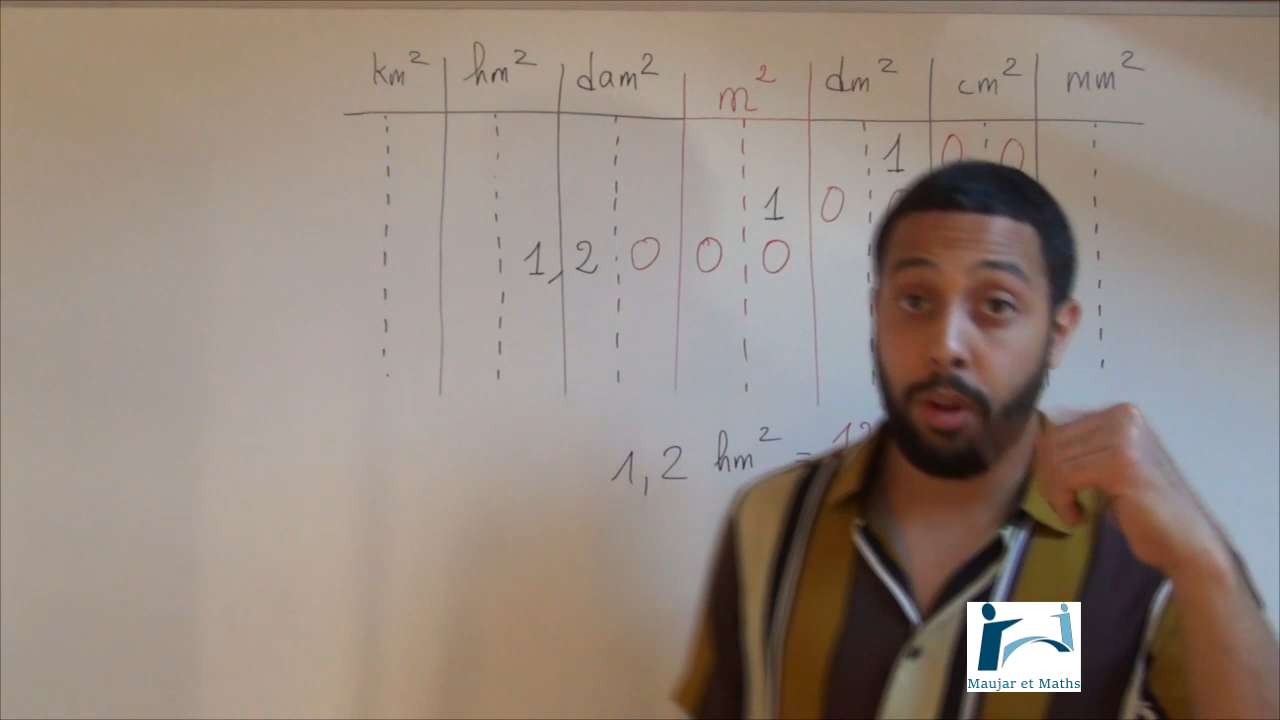 km² hm² dam² m² dm² cm² mm²
1 0 0
1 0
1,2 0 0 0
1,2 hm² = 12
Maujar et Maths